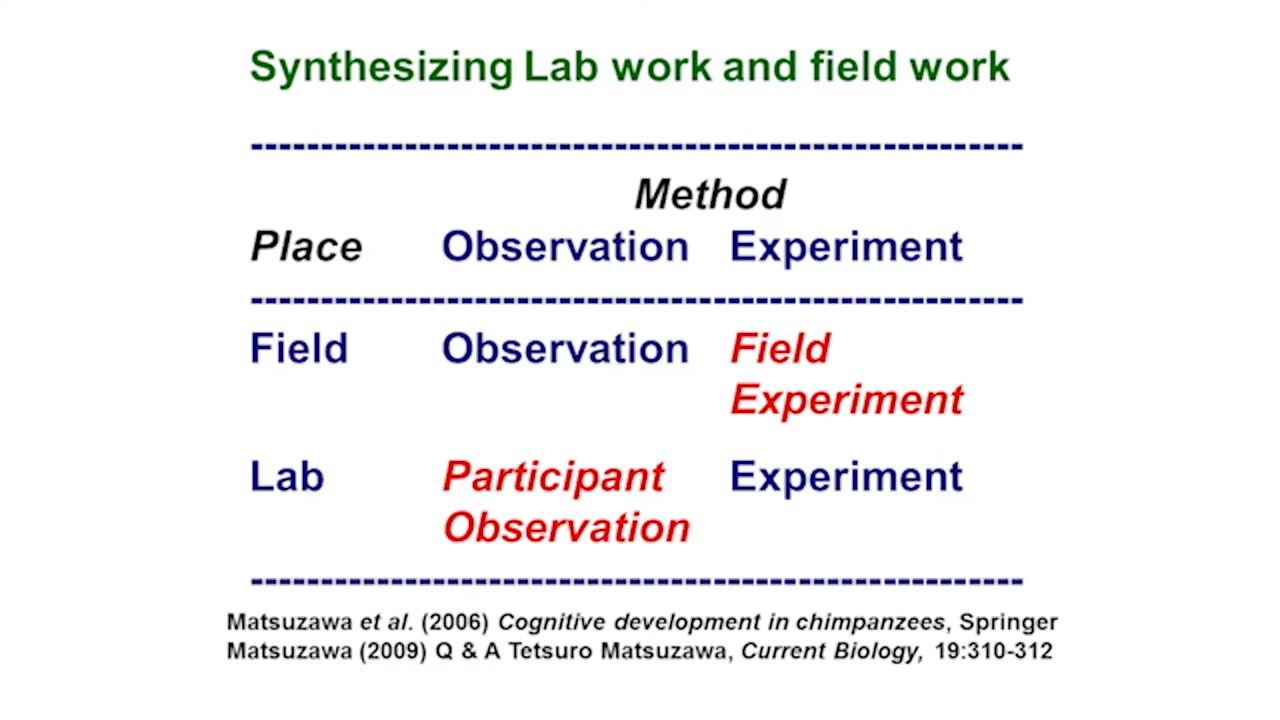 Synthesizing Lab work and field work
-------------------------------------------------------
Method
Place Observation Experiment
-------------------------------------------------------
Field Observation Field
Experiment
Lab Participant Experiment
Observation
-------------------------------------------------------
Matsuzawa et al. (2006) Cognitive development in chimpanzees, Springer
Matsuzawa (2009) Q & A Tetsuro Matsuzawa, Current Biology, 19:310-312